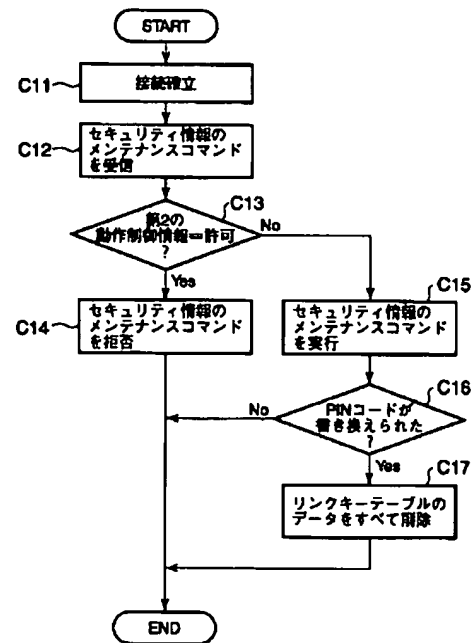 START
C11
接続確立
C12
セキュリティ情報の
メンテナンスコマンド
を受信
C13
第2の
動作制御情報=許可
?
No
Yes
C14
セキュリティ情報の
メンテナンスコマンド
を拒否
C15
セキュリティ情報の
メンテナンスコマンド
を実行
C16
PINコードが
書き換えられた
?
No
Yes
C17
リンクキーテーブルの
データをすべて削除
END